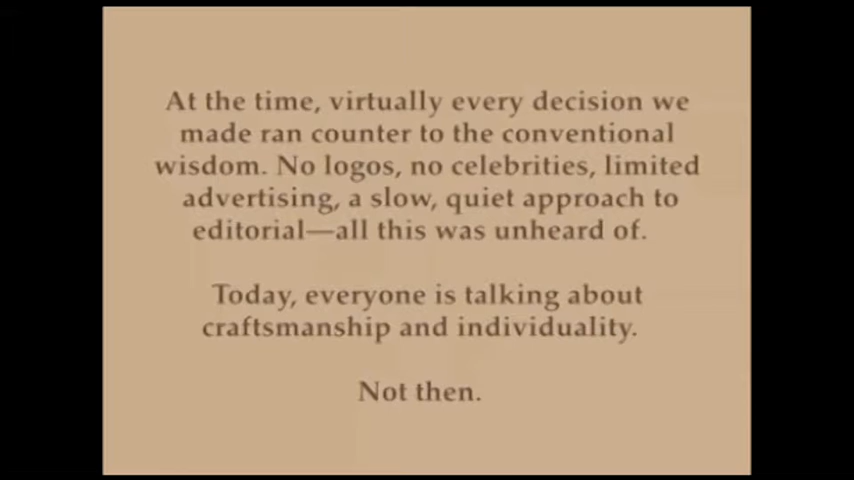 At the time, virtually every decision we
made ran counter to the conventional
wisdom. No logos, no celebrities, limited
advertising, a slow, quiet approach to
editorial—all this was unheard of.
Today, everyone is talking about
craftsmanship and individuality.
Not then.